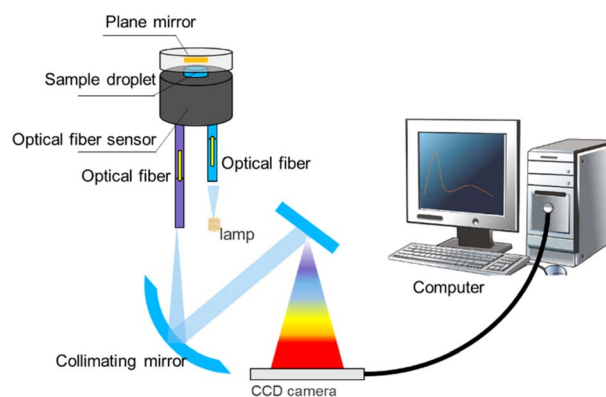 Plane mirror
Sample droplet
Optical fiber sensor
Optical fiber
Optical fiber
lamp
Computer
Collimating mirror
CCD camera